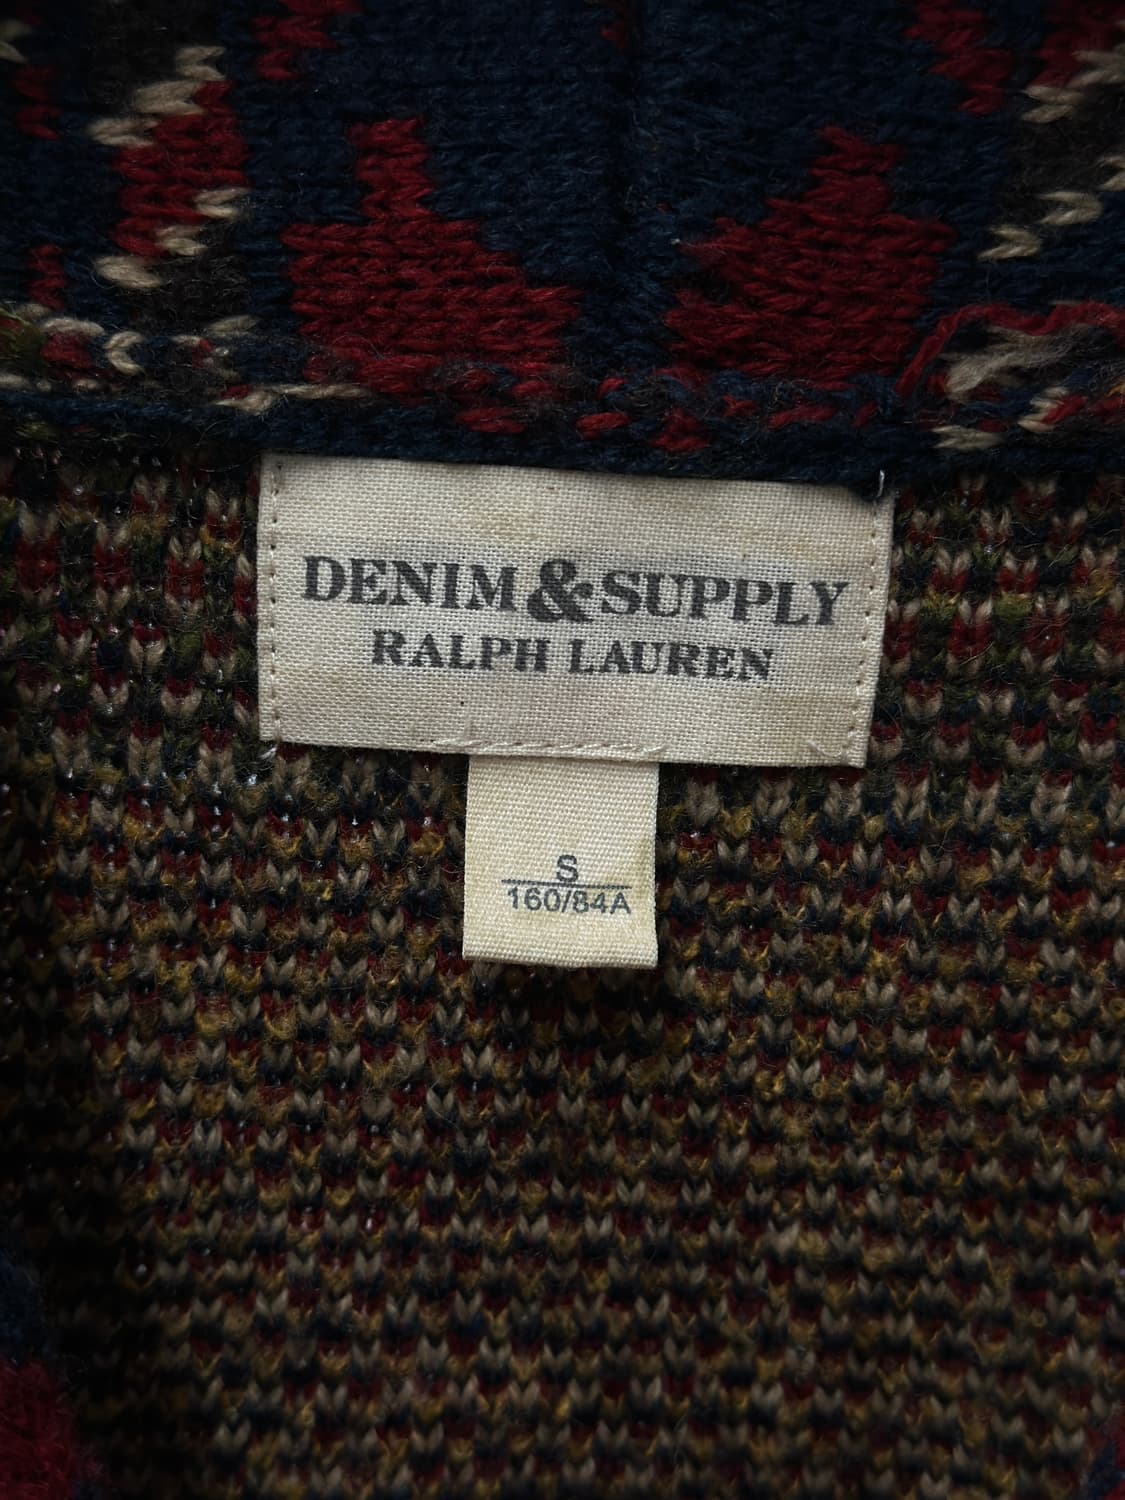 DENIM & SUPPLY
RALPH LAUREN
S
160/84A